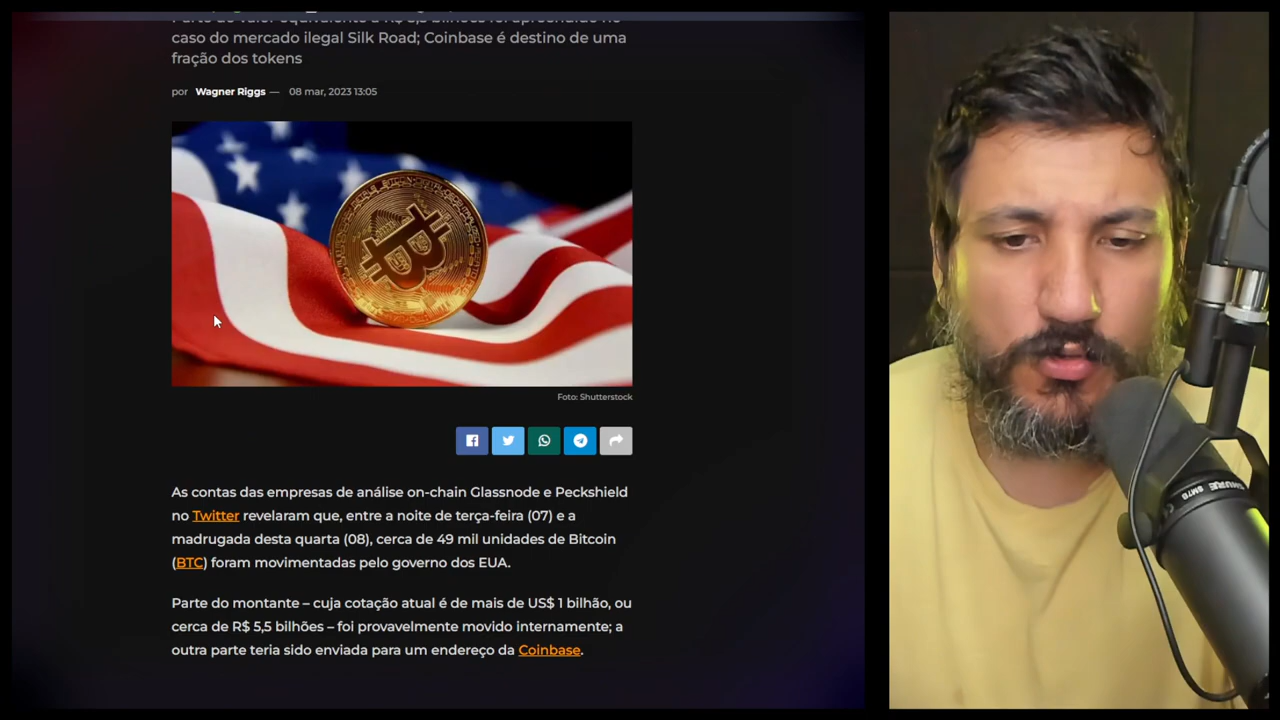 caso do mercado ilegal Silk Road; Coinbase é destino de uma
fração dos tokens
por Wagner Riggs — 08 mar, 2023 13:05
Foto: Shutterstock
As contas das empresas de análise on-chain Glassnode e Peckshield
no Twitter revelaram que, entre a noite de terça-feira (07) e a
madrugada desta quarta (08), cerca de 49 mil unidades de Bitcoin
(BTC) foram movimentadas pelo governo dos EUA.
Parte do montante – cuja cotação atual é de mais de US$ 1 bilhão, ou
cerca de R$ 5,5 bilhões – foi provavelmente movido internamente; a
outra parte teria sido enviada para um endereço da Coinbase.
SHURE
SM7B